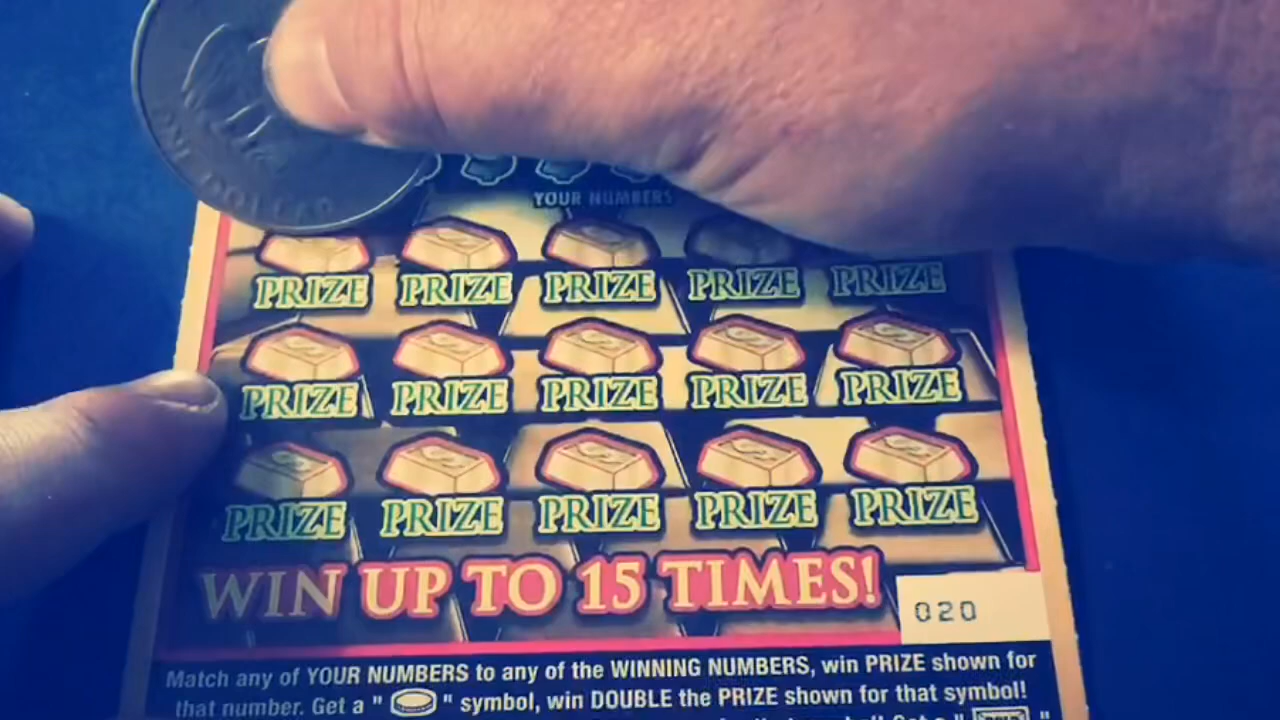 ONE DOLLAR
YOUR NUMBERS
PRIZE PRIZE PRIZE PRIZE PRIZE
PRIZE PRIZE PRIZE PRIZE PRIZE
PRIZE PRIZE PRIZE PRIZE PRIZE
WIN UP TO 15 TIMES!
020
Match any of YOUR NUMBERS to any of the WINNING NUMBERS, win PRIZE shown for
that number. Get a " " symbol, win DOUBLE the PRIZE shown for that symbol!